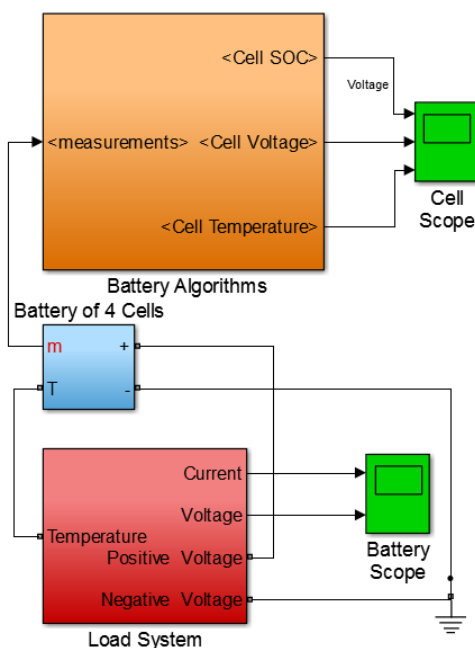 <Cell SOC>
Voltage
<measurements>
<Cell Voltage>
<Cell Temperature>
Cell
Scope
Battery Algorithms
Battery of 4 Cells
m
+
T
-
Current
Voltage
Temperature
Positive Voltage
Negative Voltage
Battery
Scope
Load System